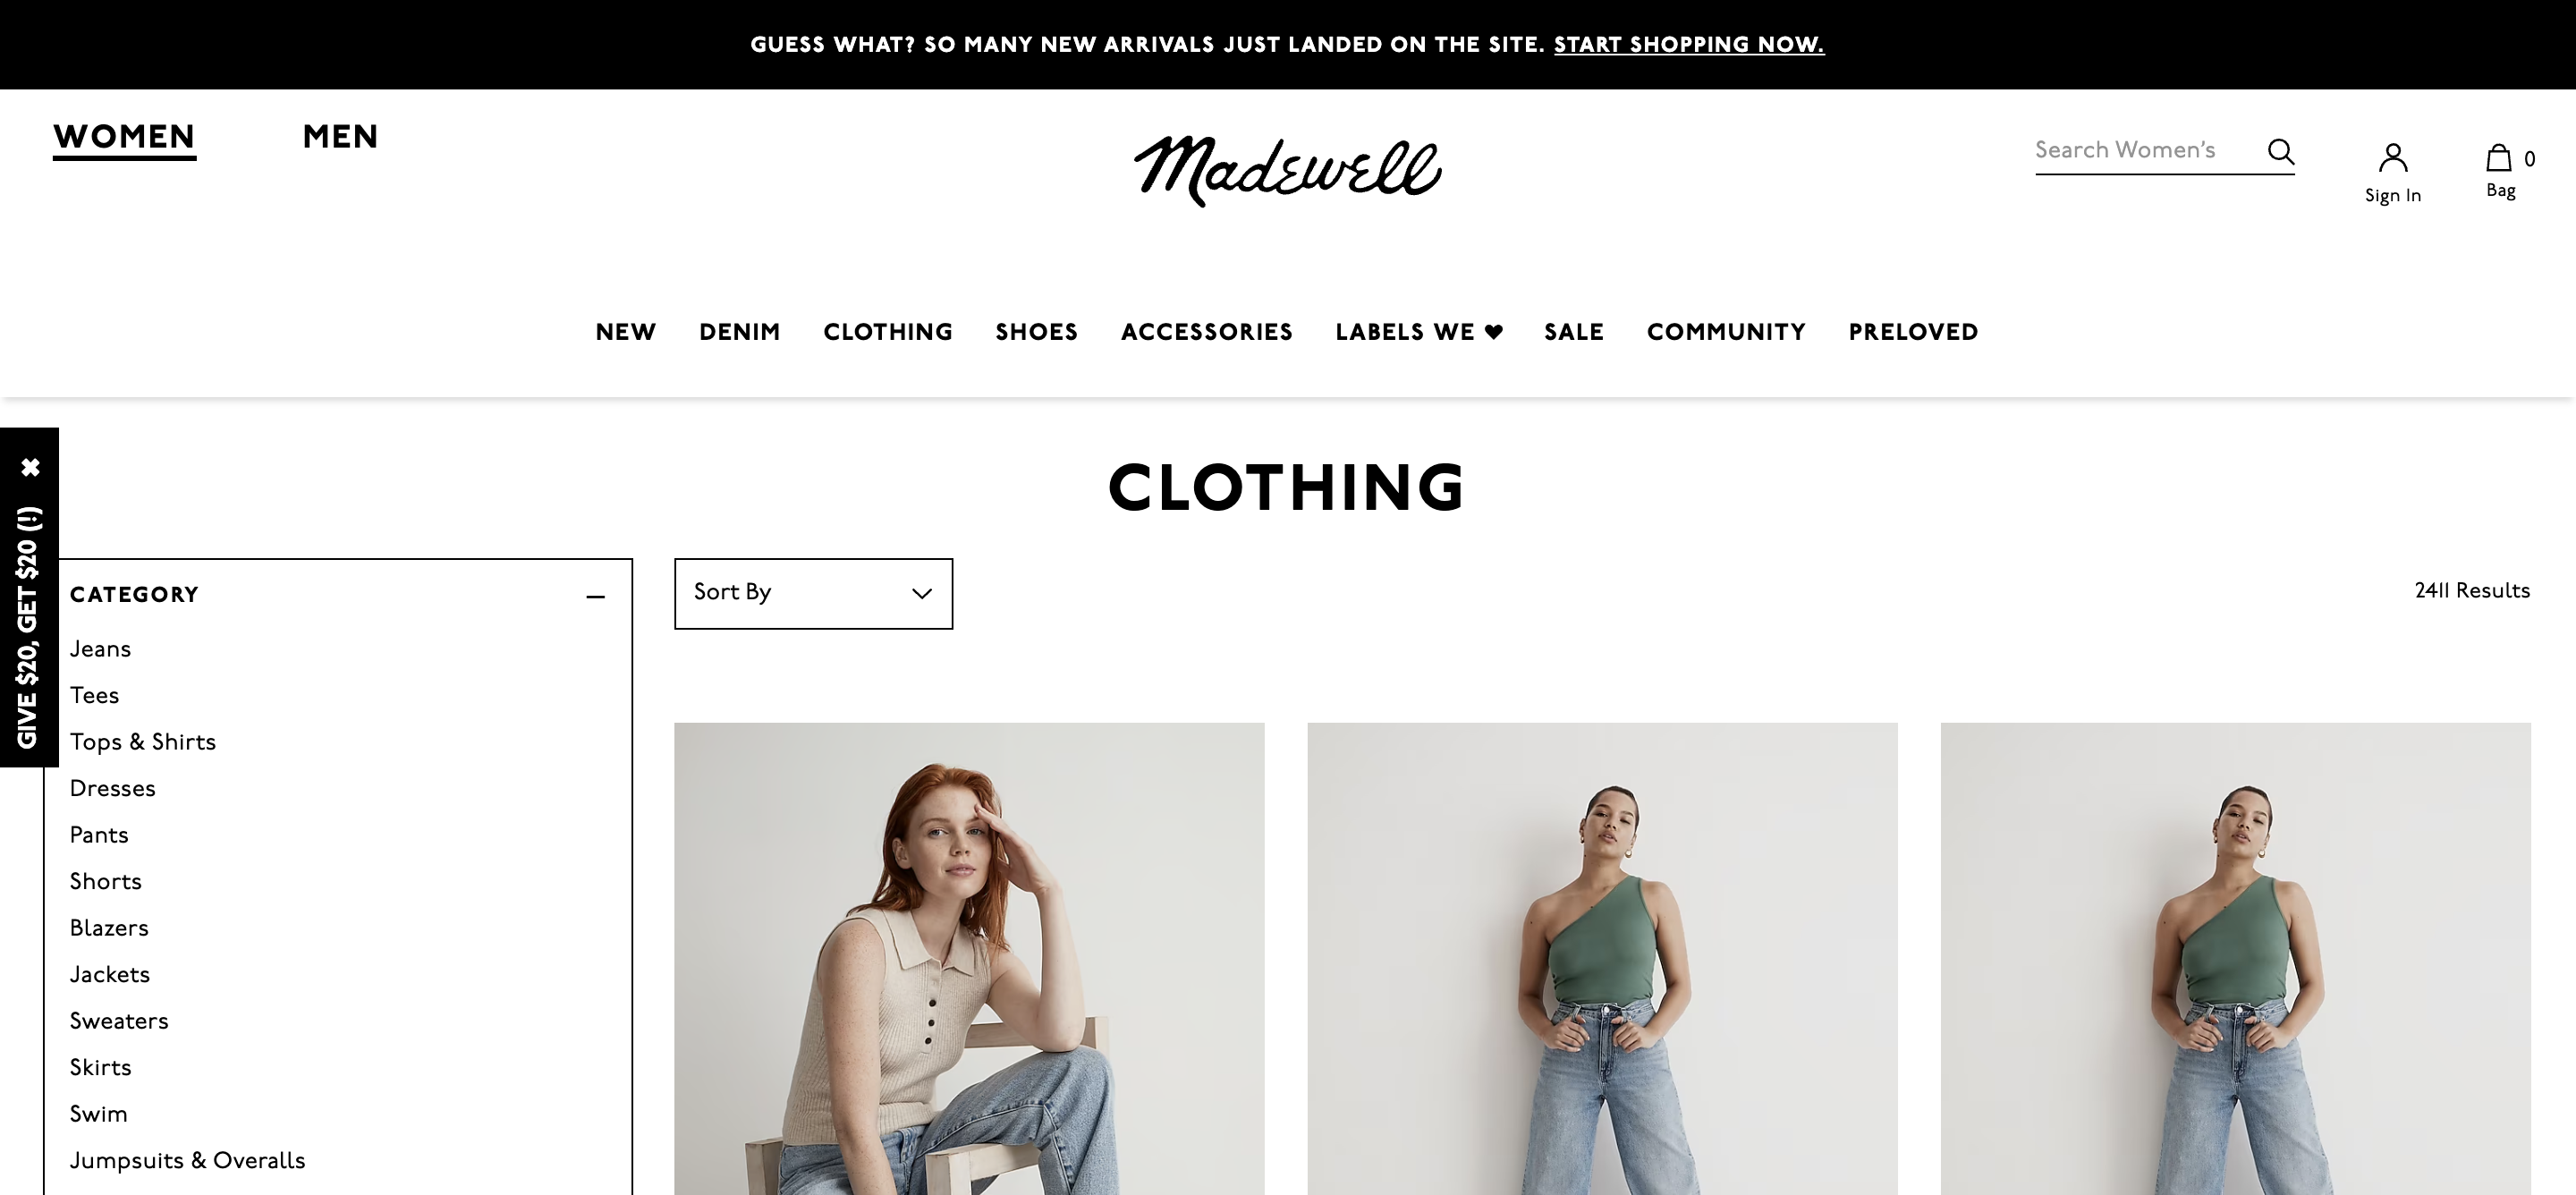 GUESS WHAT? SO MANY NEW ARRIVALS JUST LANDED ON THE SITE. START SHOPPING NOW.
WOMEN
MEN
Madewell
Search Women's
Sign In
0
Bag
NEW
DENIM
CLOTHING
SHOES
ACCESSORIES
LABELS WE ♥
SALE
COMMUNITY
PRELOVED
GIVE $20, GET $20 (!)
CLOTHING
CATEGORY
Jeans
Tees
Tops & Shirts
Dresses
Pants
Shorts
Blazers
Jackets
Sweaters
Skirts
Swim
Jumpsuits & Overalls
Sort By
2411 Results